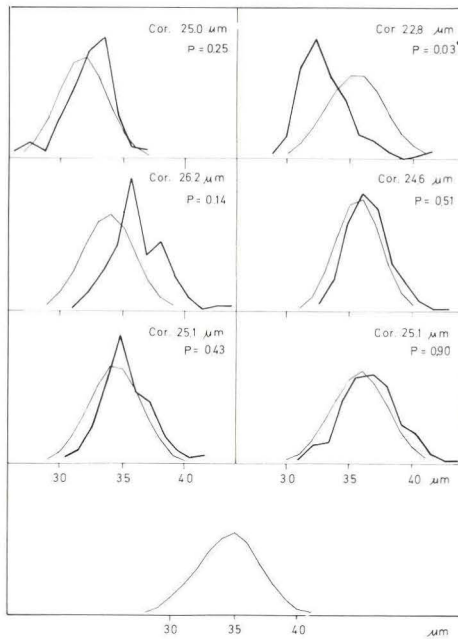 Cor. 25.0 µm
P = 0.25
Cor. 22.8 µm
P = 0.03*
Cor. 26.2 µm
P = 0.14
Cor. 24.6 µm
P = 0.51
Cor. 25.1 µm
P = 0.43
Cor. 25.1 µm
P = 0.90
30 35 40 µm
30 35 40 µm
30 35 40 µm